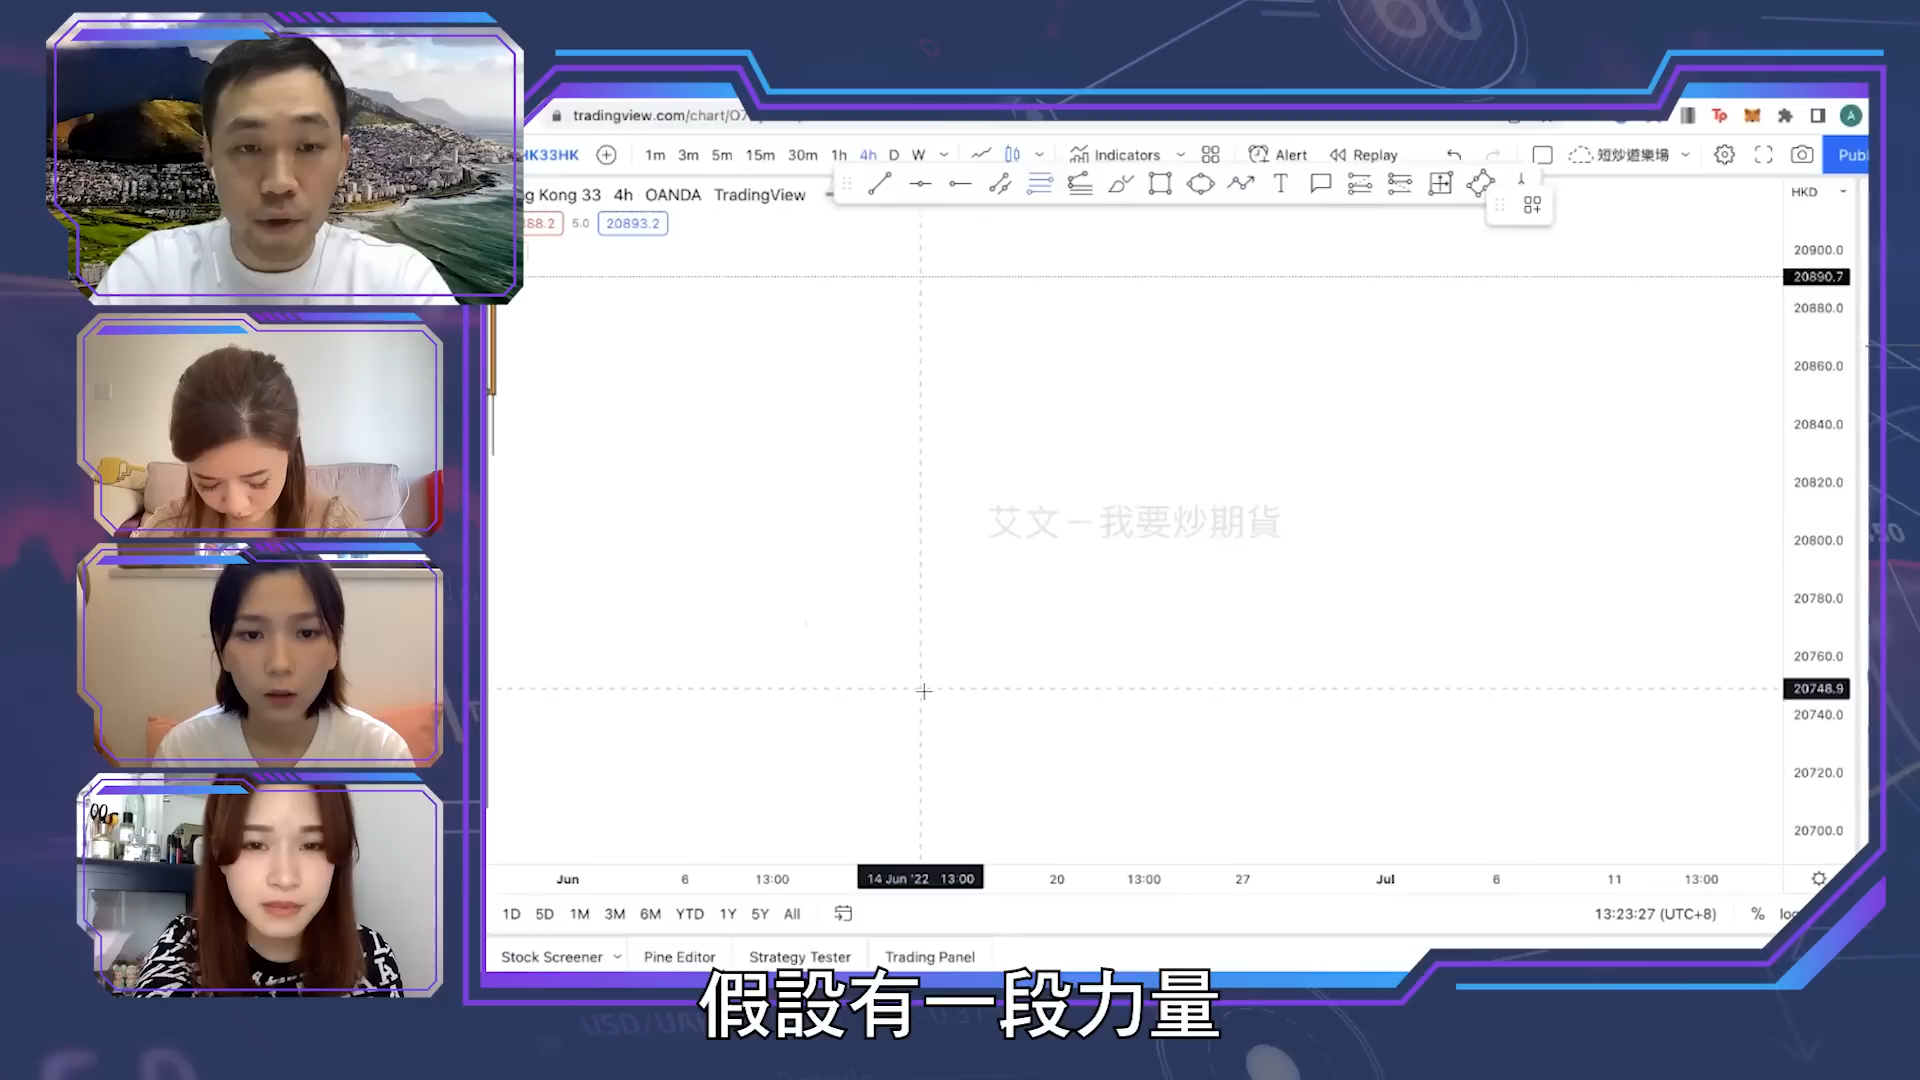 tradingview.com/chart/O7
Tp
A
HK33HK
1m 3m 5m 15m 30m 1h 4h D W
Indicators
Alert
Replay
短炒遊樂場
Publ
g Kong 33 4h OANDA TradingView
HKD
88.2 5.0 20893.2
20900.0
20890.7
20880.0
20860.0
20840.0
20820.0
20800.0
20780.0
20760.0
20748.9
20740.0
20720.0
20700.0
艾文－我要炒期貨
QQ
Jun 6 13:00 14 Jun '22 13:00 20 13:00 27 Jul 6 11 13:00
1D 5D 1M 3M 6M YTD 1Y 5Y All
13:23:27 (UTC+8) % log
Stock Screener Pine Editor Strategy Tester Trading Panel
假設有一段力量